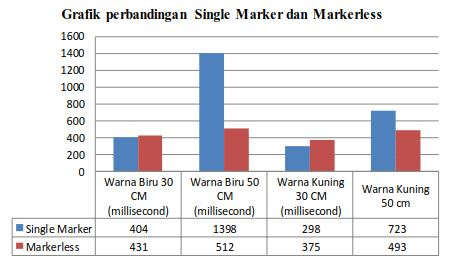 Grafik perbandingan Single Marker dan Markerless
1600
1400
1200
1000
800
600
400
200
0
Warna Biru 30 CM (millisecond)
Warna Biru 50 CM (millisecond)
Warna Kuning 30 CM (millisecond)
Warna Kuning 50 cm
Single Marker 404 1398 298 723
Markerless 431 512 375 493